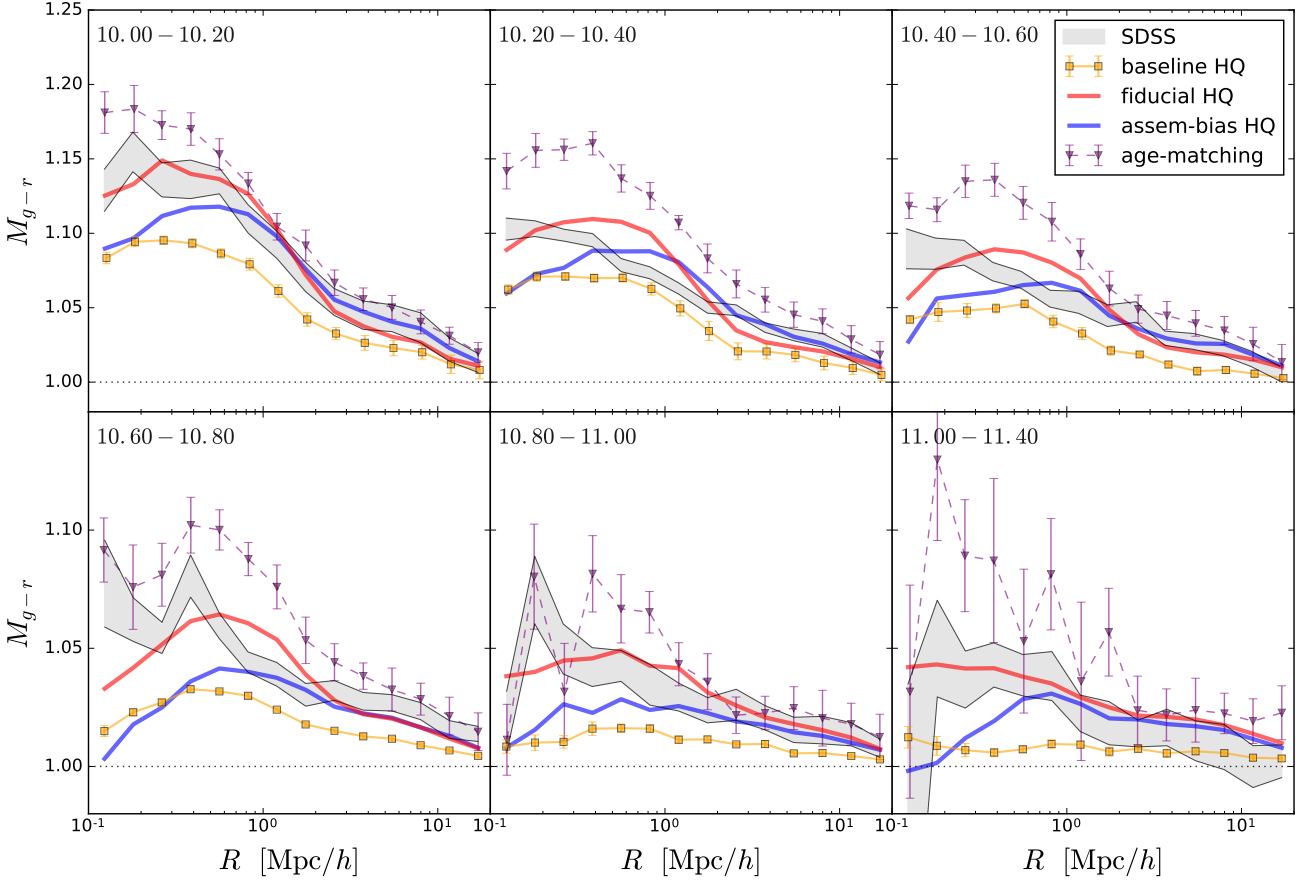 10.00 − 10.20
10.20 − 10.40
10.40 − 10.60
SDSS
baseline HQ
fiducial HQ
assem-bias HQ
age-matching
1.25
1.20
1.15
1.10
1.05
1.00
M_{g−r}
10.60 − 10.80
10.80 − 11.00
11.00 − 11.40
1.10
1.05
1.00
M_{g−r}
10^{-1} 10^{0} 10^{1} 10^{-1} 10^{0} 10^{1} 10^{-1} 10^{0} 10^{1}
R [Mpc/h] R [Mpc/h] R [Mpc/h]